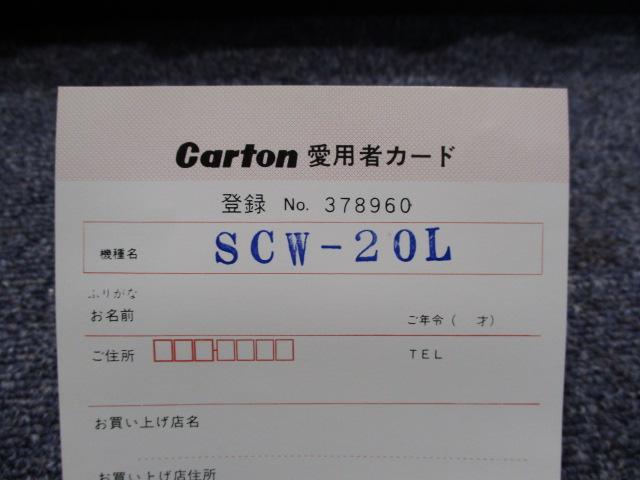 Carton 愛用者カード
登録 No. 378960
機種名 SCW-20L
ふりがな
お名前 ご年令( 才)
ご住所 TEL
お買い上げ店名
お買い上げ店住所